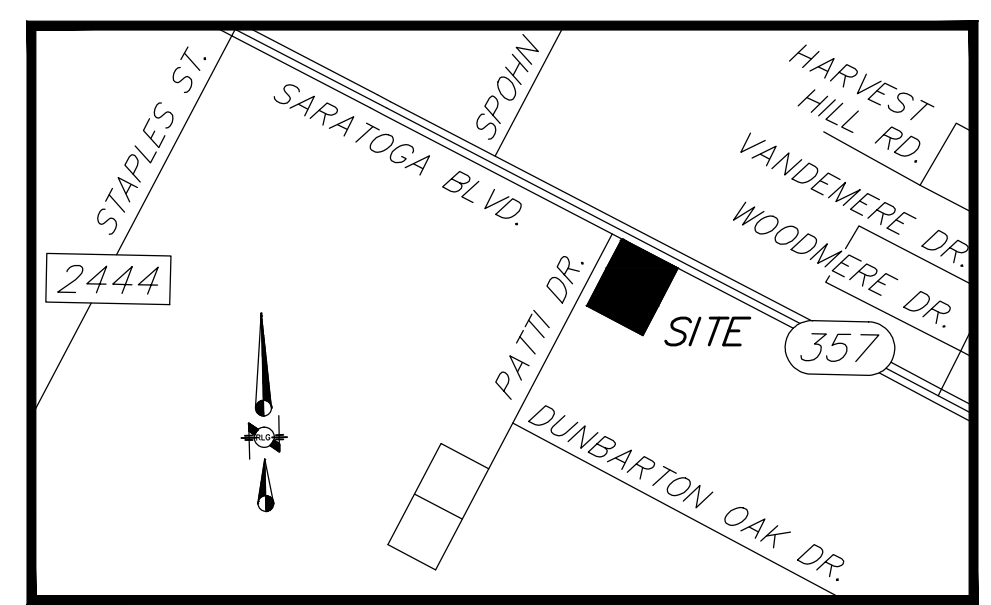 STAPLES ST.
SARATOGA BLVD.
SPOHN
HARVEST
HILL RD.
VANDEMERE DR.
WOODMERE DR.
2444
PATTI DR.
SITE
357
RLG
DUNBARTON OAK DR.